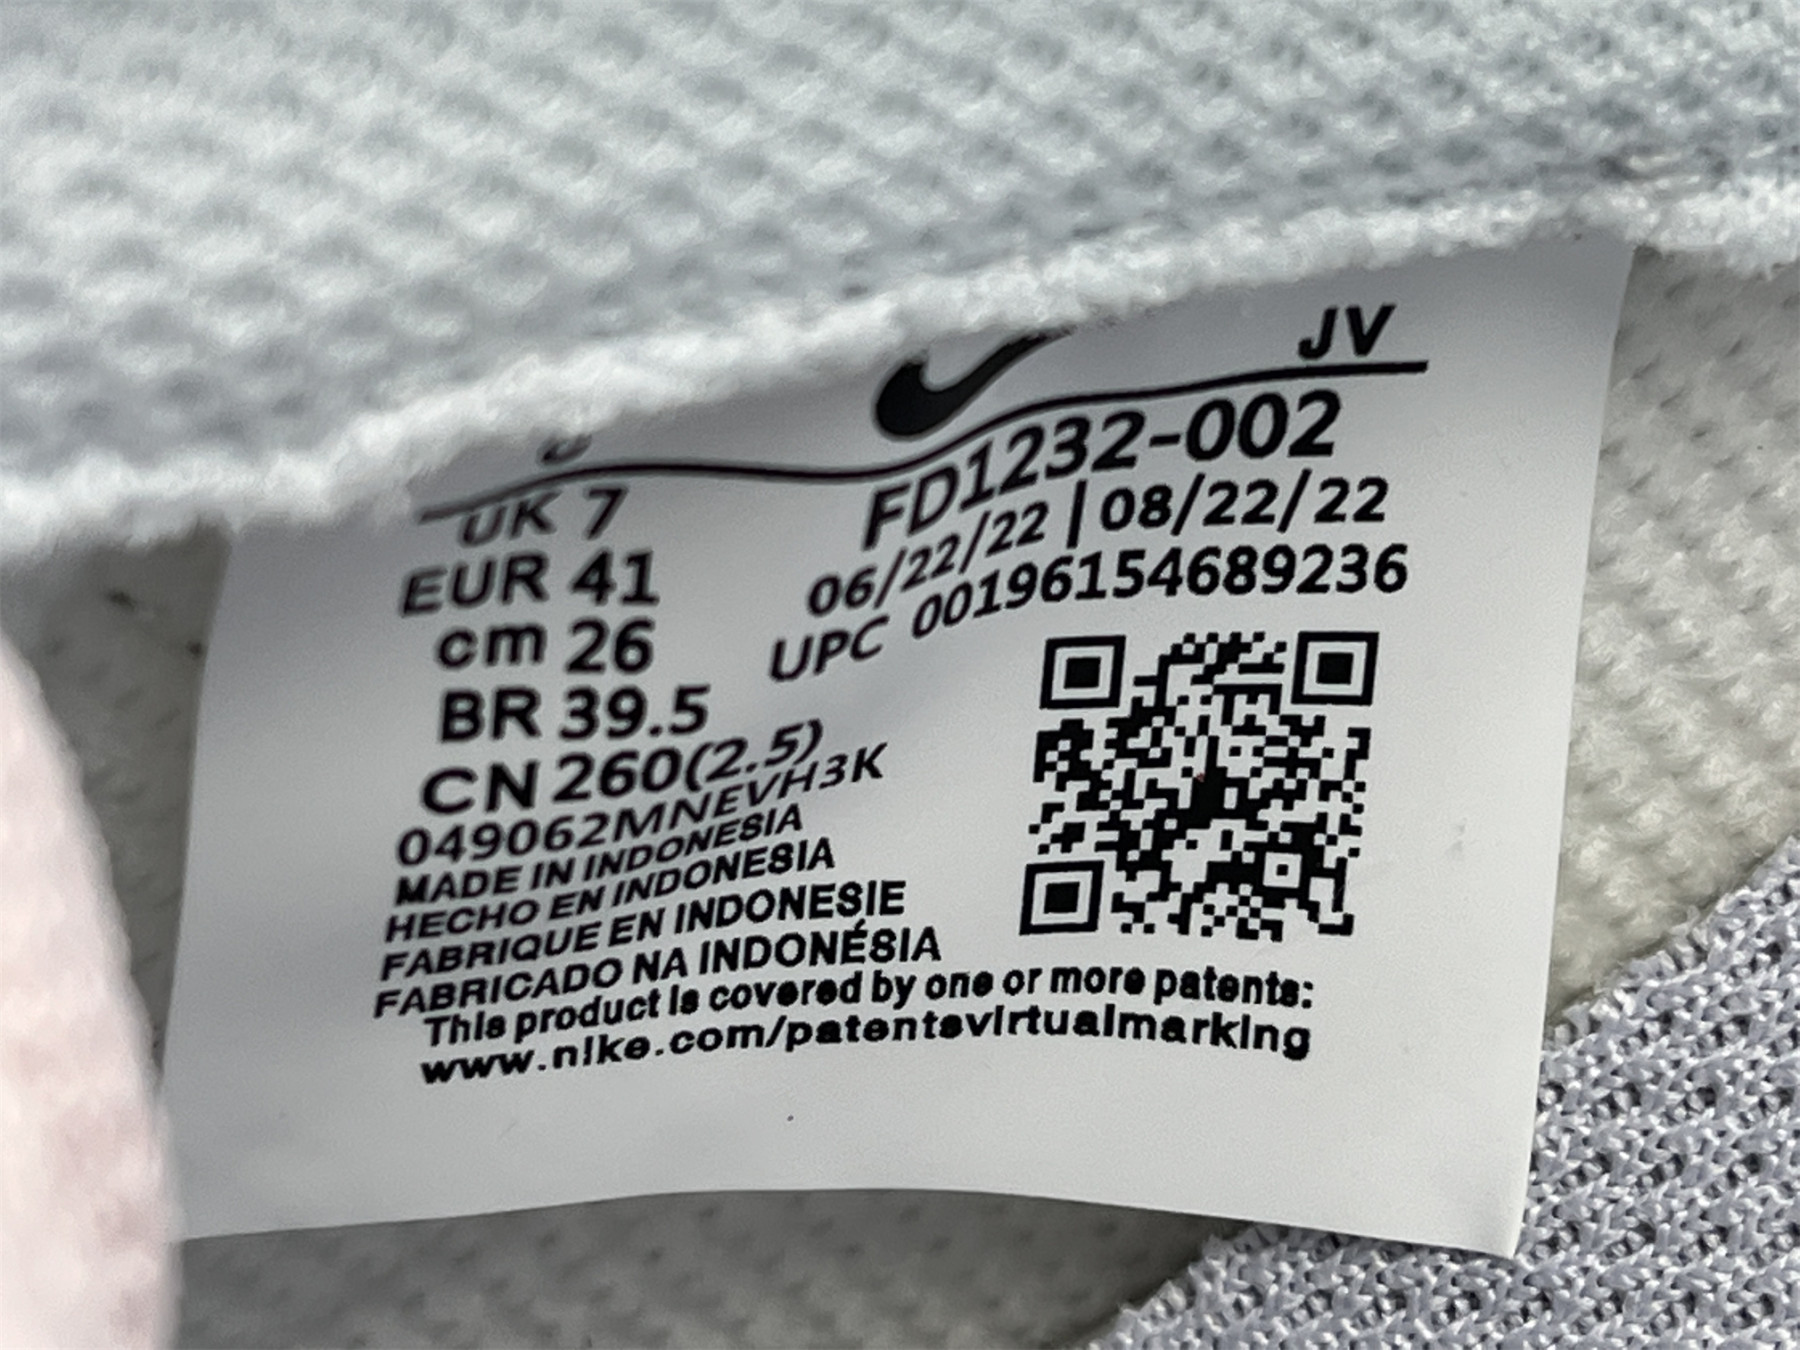 JV
UK 7
EUR 41
cm 26
BR 39.5
CN 260(2.5)
FD1232-002
06/22/22 | 08/22/22
UPC 00196154689236
049062MNEVH3K
MADE IN INDONESIA
HECHO EN INDONESIA
FABRIQUE EN INDONESIE
FABRICADO NA INDONÉSIA
This product is covered by one or more patents:
www.nike.com/patentsvirtualmarking